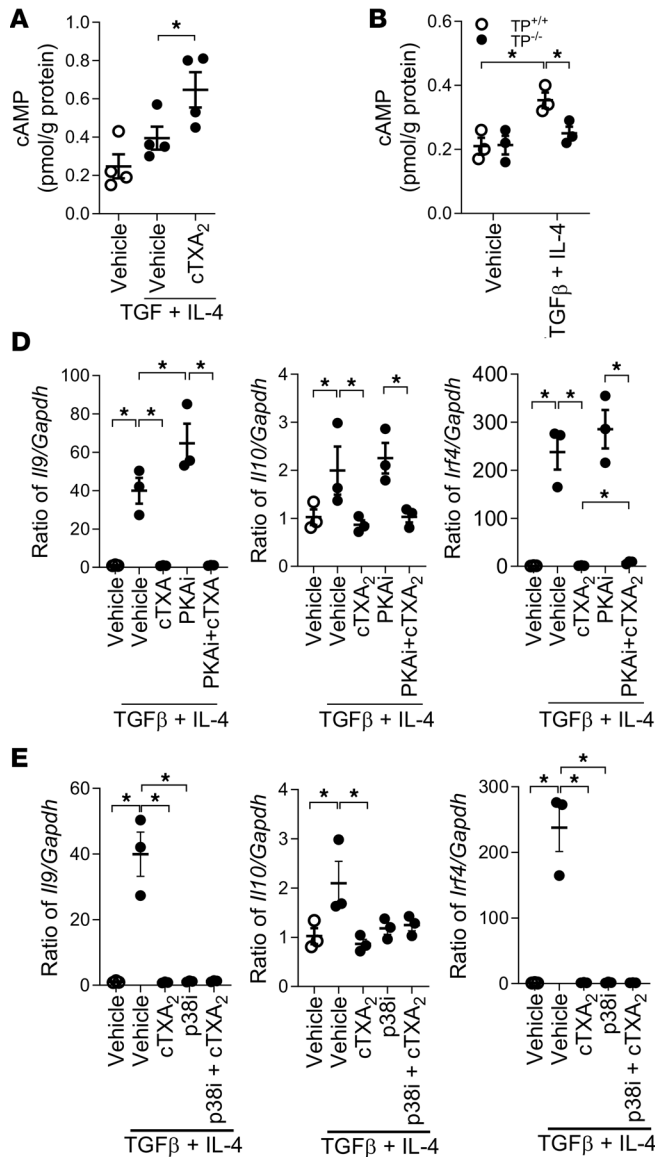 A
cAMP
(pmol/g protein)
1.0
0.8
0.6
0.4
0.2
0.0
*
Vehicle
Vehicle
cTXA2
TGF + IL-4
B
cAMP
(pmol/g protein)
0.6
0.4
0.2
0.0
TP+/+
TP-/-
*
*
Vehicle
TGFβ + IL-4
D
Ratio of Il9/Gapdh
100
80
60
40
20
0
*
*
*
*
Vehicle
Vehicle
cTXA
PKAi
PKAi+cTXA
TGFβ + IL-4
Ratio of Il10/Gapdh
4
3
2
1
0
*
*
*
Vehicle
Vehicle
cTXA2
PKAi
PKAi+cTXA2
TGFβ + IL-4
Ratio of Irf4/Gapdh
400
300
200
100
0
*
*
*
*
Vehicle
Vehicle
cTXA2
PKAi
PKAi+cTXA2
TGFβ + IL-4
E
Ratio of Il9/Gapdh
60
40
20
0
*
*
*
Vehicle
Vehicle
cTXA2
p38i
p38i + cTXA2
TGFβ + IL-4
Ratio of Il10/Gapdh
4
3
2
1
0
*
*
Vehicle
Vehicle
cTXA2
p38i
p38i + cTXA2
TGFβ + IL-4
Ratio of Irf4/Gapdh
300
200
100
0
*
*
*
Vehicle
Vehicle
cTXA2
p38i
p38i + cTXA2
TGFβ + IL-4